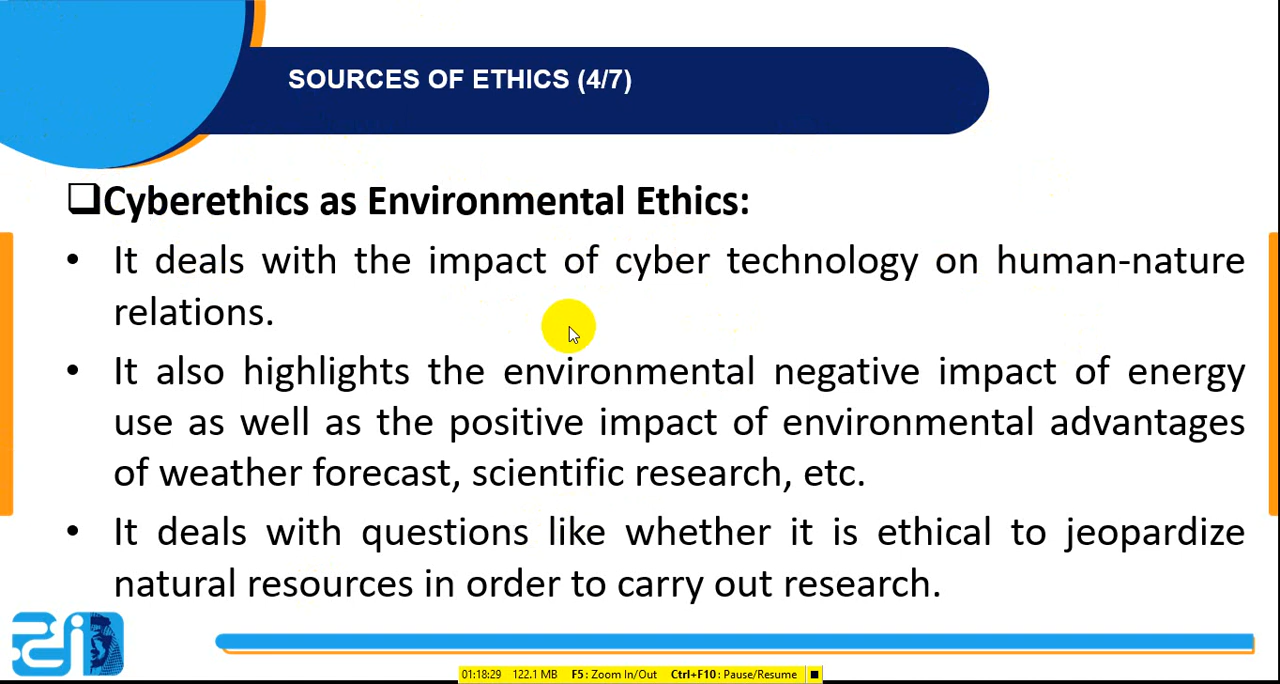 SOURCES OF ETHICS (4/7)
❑Cyberethics as Environmental Ethics:
• It deals with the impact of cyber technology on human-nature
relations.
• It also highlights the environmental negative impact of energy
use as well as the positive impact of environmental advantages
of weather forecast, scientific research, etc.
• It deals with questions like whether it is ethical to jeopardize
natural resources in order to carry out research.
01:18:29 122.1 MB F5: Zoom In/Out Ctrl+F10: Pause/Resume